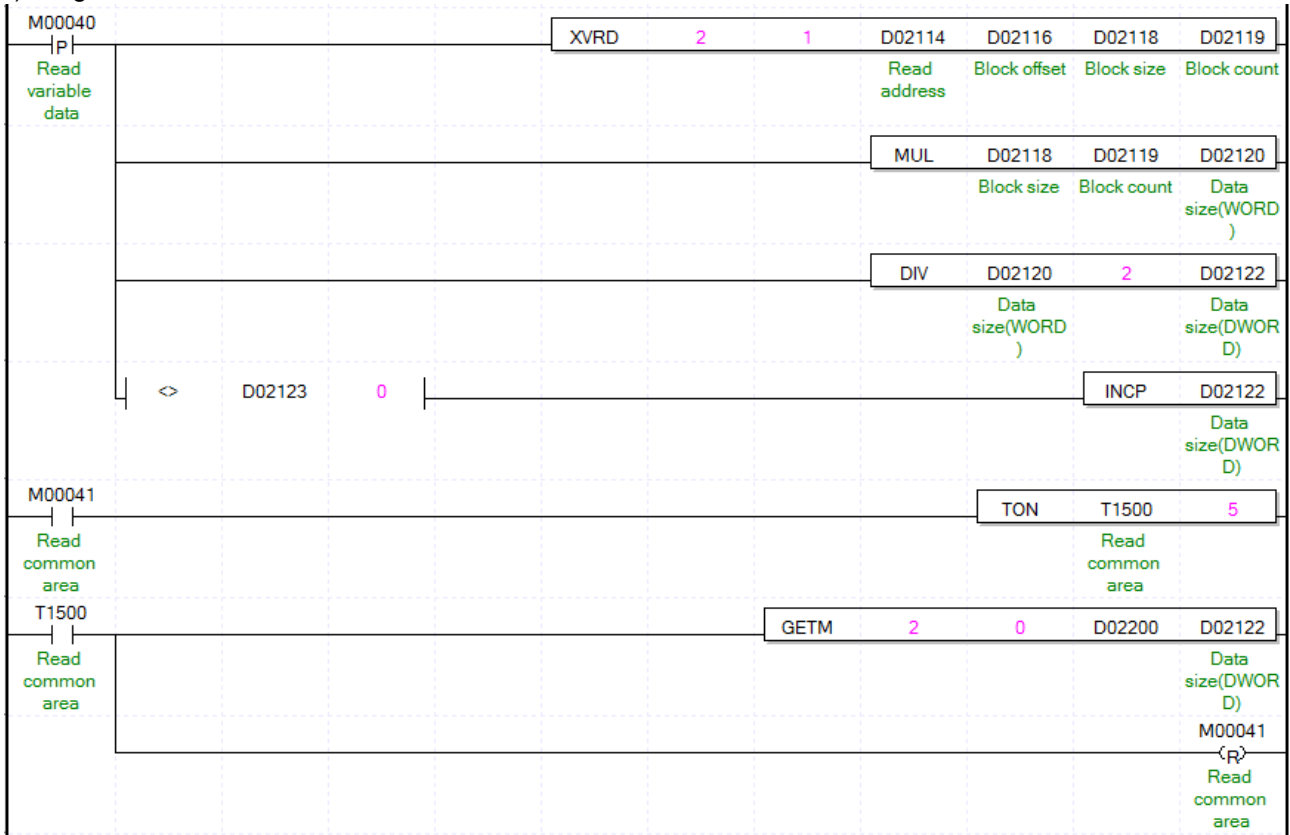 M00040
P
XVRD 2 1 D02114 D02116 D02118 D02119
Read
variable
data
Read
address
Block offset
Block size
Block count
MUL D02118 D02119 D02120
Block size
Block count
Data
size(WORD
)
DIV D02120 2 D02122
Data
size(WORD
)
Data
size(DWOR
D)
<> D02123 0
INCP D02122
Data
size(DWOR
D)
M00041
TON T1500 5
Read
common
area
Read
common
area
T1500
GETM 2 0 D02200 D02122
Read
common
area
Data
size(DWOR
D)
M00041
R
Read
common
area